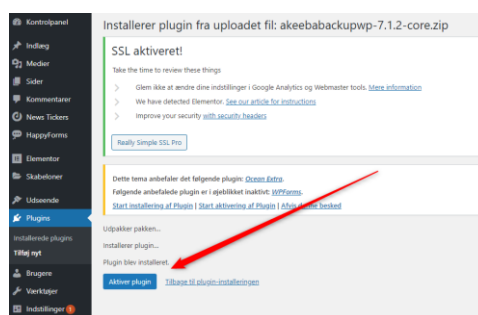 Kontrolpanel
Indlæg
Medier
Sider
Kommentarer
News Tickers
HappyForms
Elementor
Skabeloner
Udseende
Plugins
Installerede plugins
Tilføj nyt
Brugere
Værktøjer
Indstillinger 1
Installerer plugin fra uploadet fil: akeebabackupwp-7.1.2-core.zip
SSL aktiveret!
Take the time to review these things
Glem ikke at ændre dine indstillinger i Google Analytics og Webmaster tools. Mere information
We have detected Elementor. See our article for instructions
Improve your security with security headers
Really Simple SSL Pro
Dette tema anbefaler det følgende plugin: Ocean Extra.
Følgende anbefalede plugin er i øjeblikket inaktivt: WPForms.
Start installering af Plugin | Start aktivering af Plugin | Afvis denne besked
Udpakker pakken...
Installerer plugin...
Plugin blev installeret.
Aktiver plugin Tilbage til plugin-installeringen